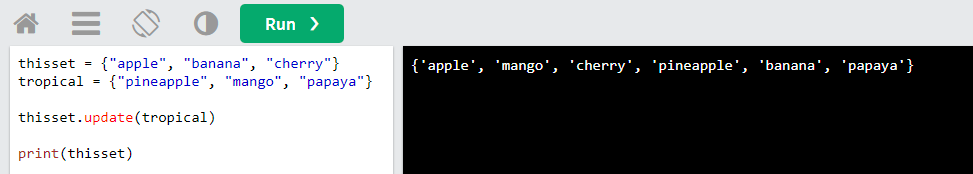 Run ❯
thisset = {"apple", "banana", "cherry"}
tropical = {"pineapple", "mango", "papaya"}
thisset.update(tropical)
print(thisset)
{'apple', 'mango', 'cherry', 'pineapple', 'banana', 'papaya'}